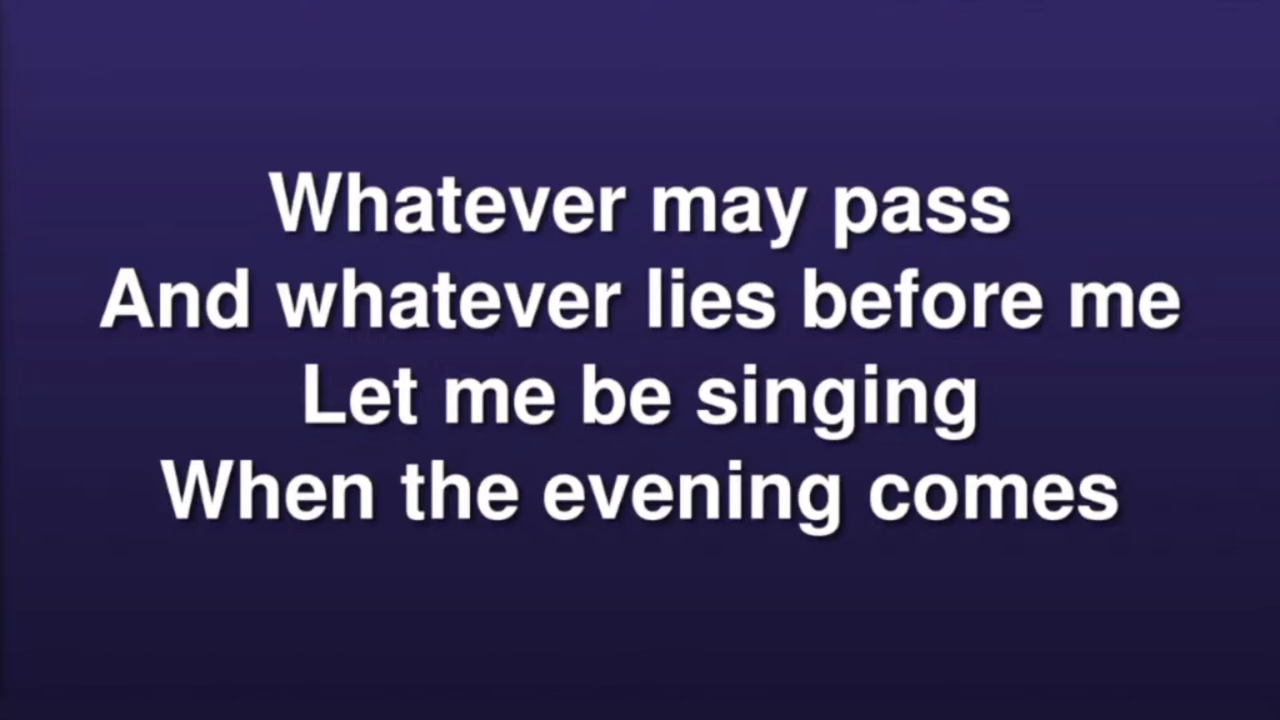 Whatever may pass
And whatever lies before me
Let me be singing
When the evening comes